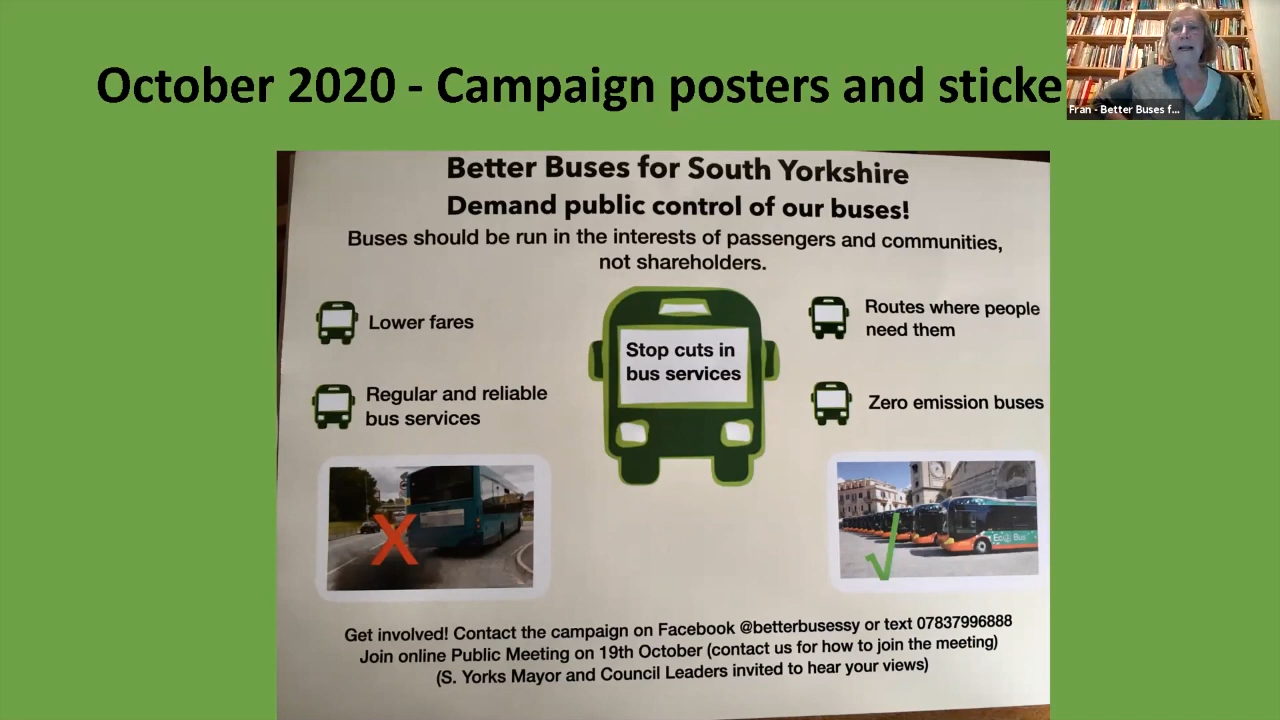 October 2020 - Campaign posters and sticke
Fran - Better Buses f...
Better Buses for South Yorkshire
Demand public control of our buses!
Buses should be run in the interests of passengers and communities,
not shareholders.
Lower fares
Regular and reliable
bus services
Stop cuts in
bus services
Routes where people
need them
Zero emission buses
X
Get involved! Contact the campaign on Facebook @betterbusessy or text 07837996888
Join online Public Meeting on 19th October (contact us for how to join the meeting)
(S. Yorks Mayor and Council Leaders invited to hear your views)